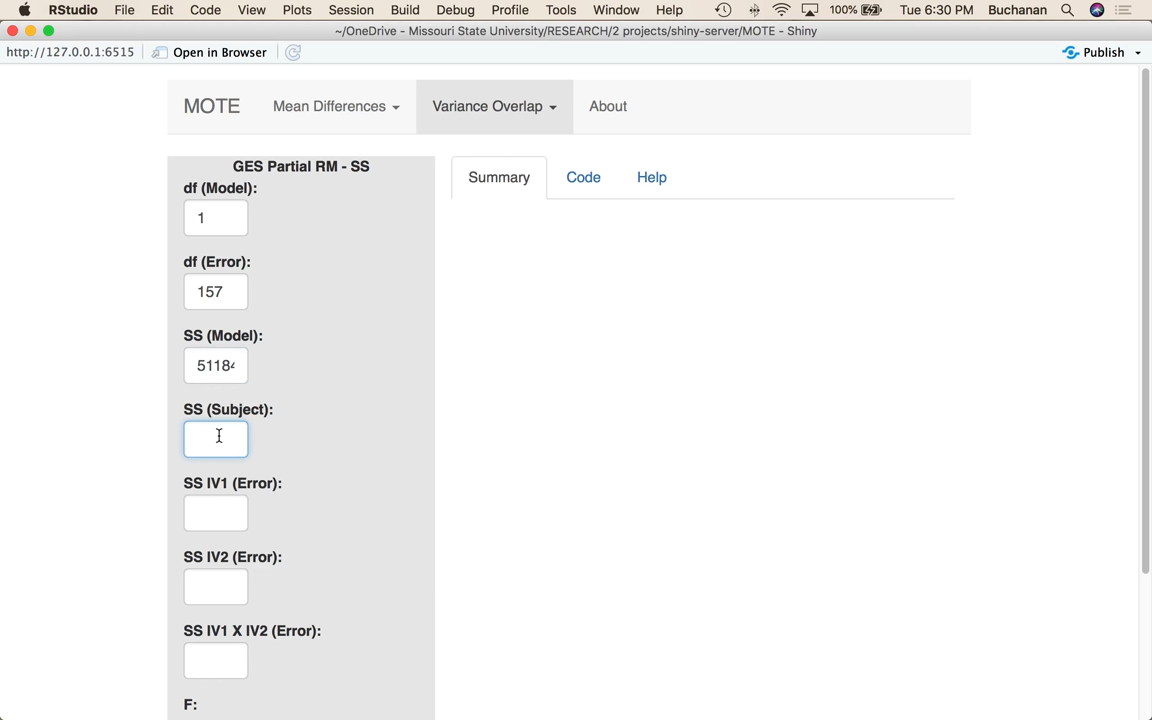 RStudio File Edit Code View Plots Session Build Debug Profile Tools Window Help 100% Tue 6:30 PM Buchanan
~/OneDrive - Missouri State University/RESEARCH/2 projects/shiny-server/MOTE - Shiny
http://127.0.0.1:6515 Open in Browser Publish
MOTE Mean Differences Variance Overlap About
GES Partial RM - SS
Summary Code Help
df (Model):
1
df (Error):
157
SS (Model):
51184
SS (Subject):
SS IV1 (Error):
SS IV2 (Error):
SS IV1 X IV2 (Error):
F: